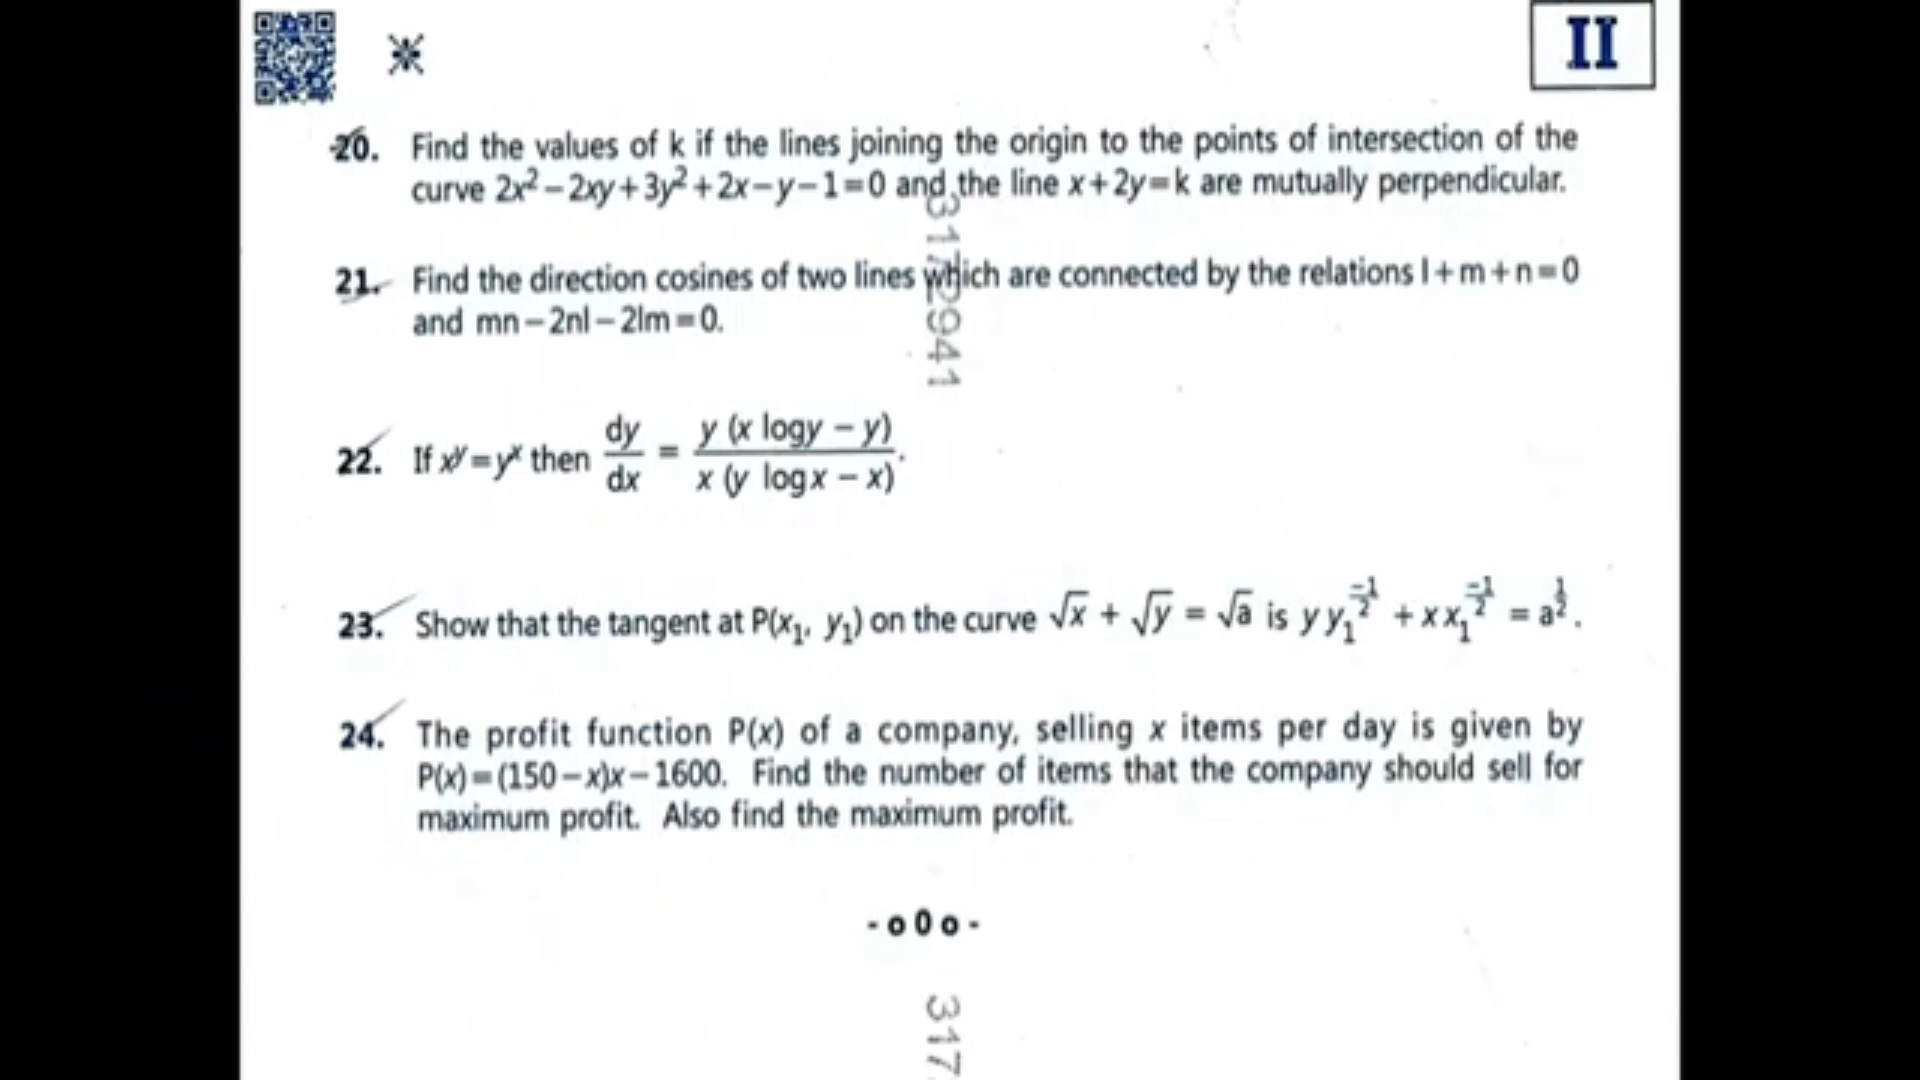 II
20. Find the values of k if the lines joining the origin to the points of intersection of the
curve 2x² – 2xy + 3y² + 2x – y – 1 = 0 and the line x + 2y = k are mutually perpendicular.
21. Find the direction cosines of two lines which are connected by the relations l + m + n = 0
and mn – 2nl – 2lm = 0.
3172941
22. If x^y = y^x then dy/dx = y (x logy – y) / x (y logx – x).
23. Show that the tangent at P(x₁, y₁) on the curve √x + √y = √a is y y₁^(-1/2) + x x₁^(-1/2) = a^(1/2).
24. The profit function P(x) of a company, selling x items per day is given by
P(x) = (150 – x)x – 1600. Find the number of items that the company should sell for
maximum profit. Also find the maximum profit.
- o 0 o -
317